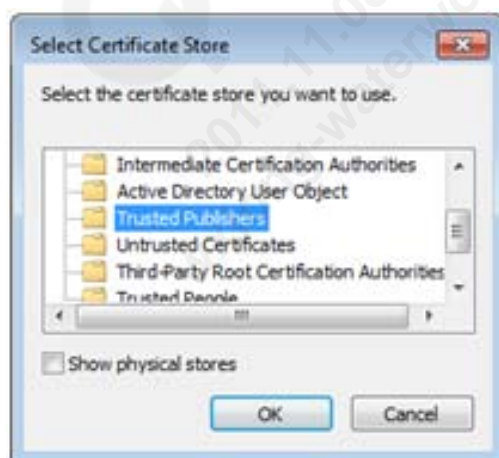 Select Certificate Store
Select the certificate store you want to use.
Intermediate Certification Authorities
Active Directory User Object
Trusted Publishers
Untrusted Certificates
Third-Party Root Certification Authorities
Trusted People
Show physical stores
OK
Cancel